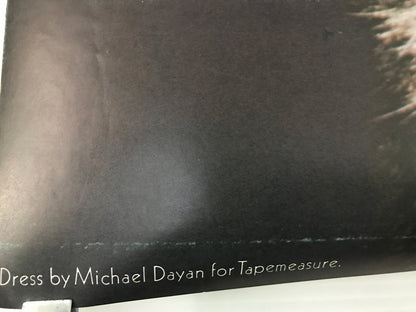 Dress by Michael Dayan for Tapemeasure.